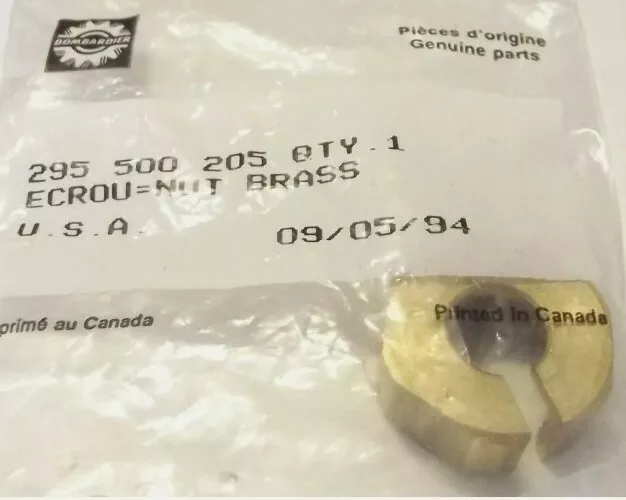 BOMBARDIER
Pièces d'origine
Genuine parts
295 500 205 QTY.1
ECROU=NUT BRASS
U.S.A.
09/05/94
primé au Canada
Printed In Canada